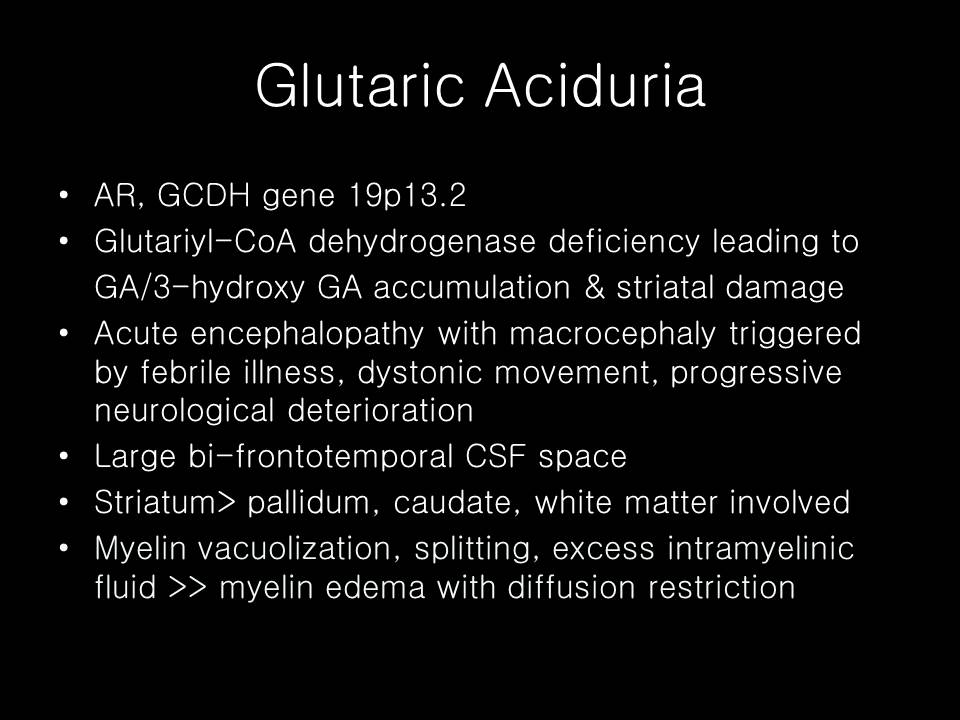 Glutaric Aciduria
• AR, GCDH gene 19p13.2
• Glutariyl-CoA dehydrogenase deficiency leading to
GA/3-hydroxy GA accumulation & striatal damage
• Acute encephalopathy with macrocephaly triggered
by febrile illness, dystonic movement, progressive
neurological deterioration
• Large bi-frontotemporal CSF space
• Striatum> pallidum, caudate, white matter involved
• Myelin vacuolization, splitting, excess intramyelinic
fluid >> myelin edema with diffusion restriction